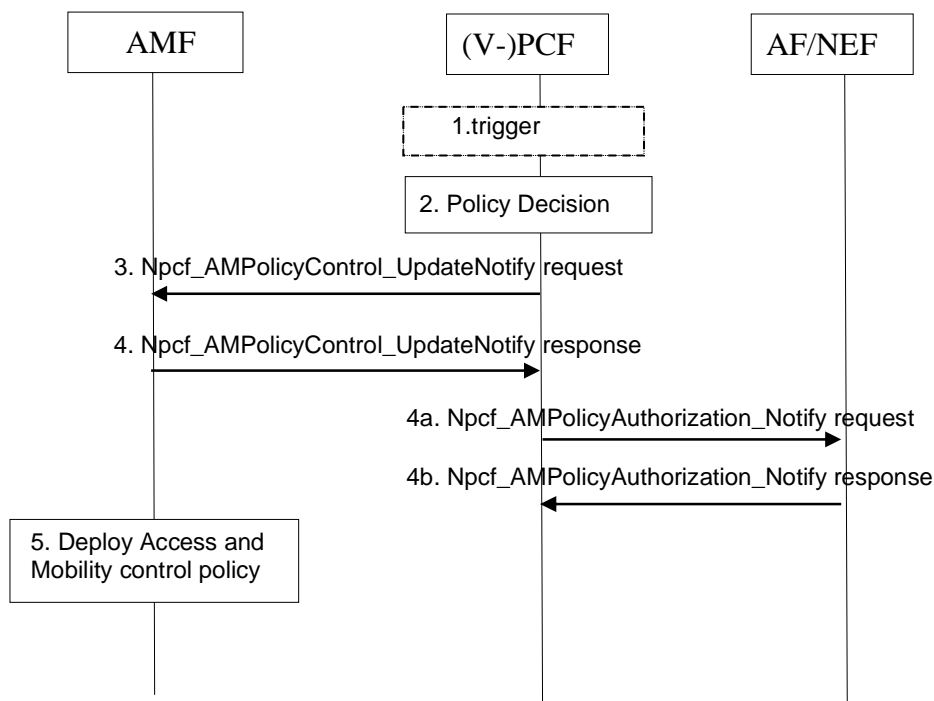 AMF
(V-)PCF
AF/NEF
1.trigger
2. Policy Decision
3. Npcf_AMPolicyControl_UpdateNotify request
4. Npcf_AMPolicyControl_UpdateNotify response
4a. Npcf_AMPolicyAuthorization_Notify request
4b. Npcf_AMPolicyAuthorization_Notify response
5. Deploy Access and
Mobility control policy